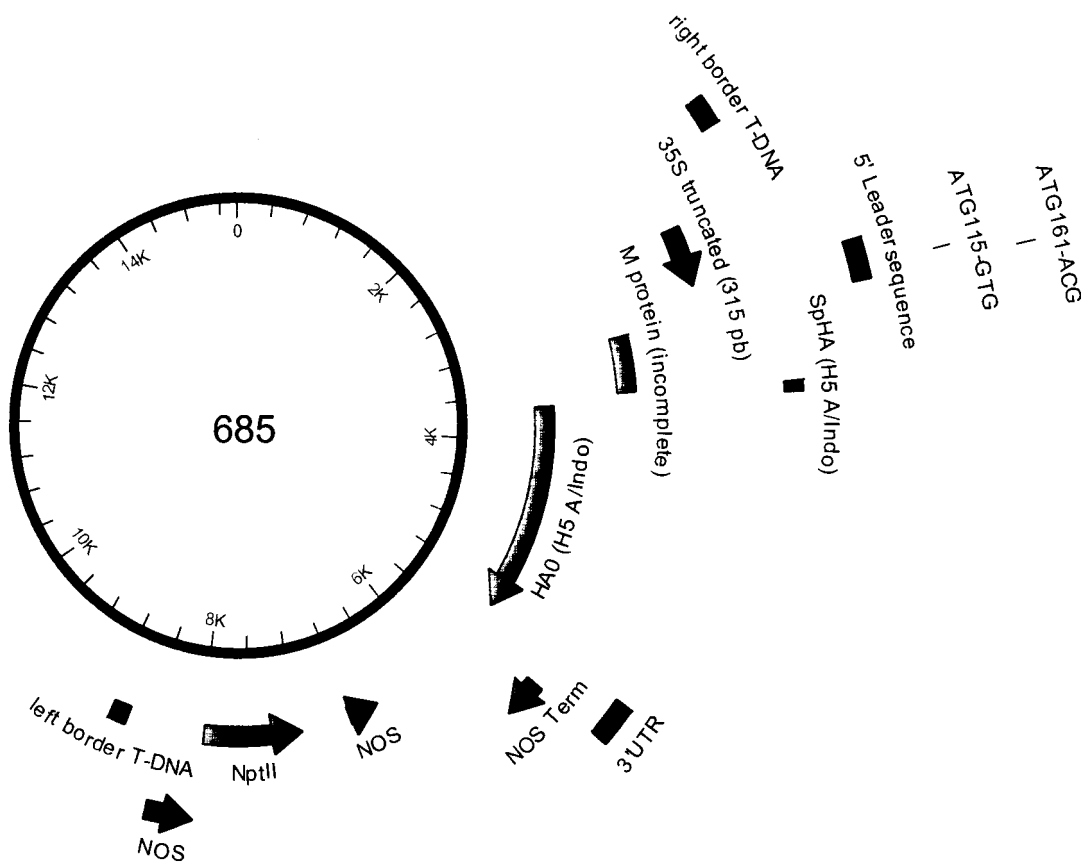 right border T-DNA
35S truncated (315 pb)
5' Leadersequence
ATG115-GTG
ATG161-ACG
M protein (incomplete)
SpHA (H5 A/Indo)
HA0 (H5 A/Indo)
0
2K
4K
6K
8K
10K
12K
14K
685
NOS Term
3'UTR
NOS
NptII
left border T-DNA
NOS